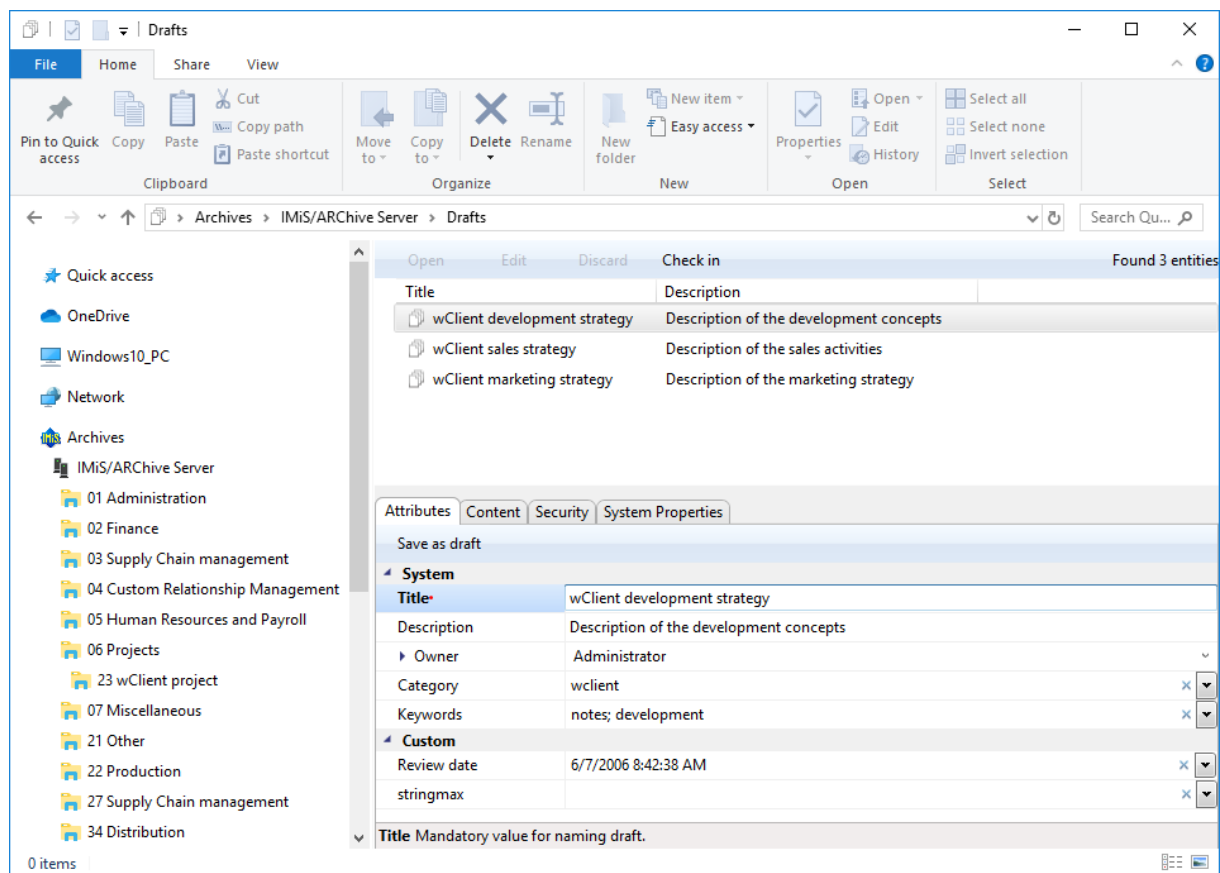 Drafts
File Home Share View
Pin to Quick access
Copy
Paste
Cut
Copy path
Paste shortcut
Clipboard
Move to
Copy to
Delete
Rename
Organize
New folder
New item
Easy access
New
Properties
Open
Edit
History
Open
Select all
Select none
Invert selection
Select
Archives > IMiS/ARChive Server > Drafts
Search Qu...
Quick access
OneDrive
Windows10_PC
Network
Archives
IMiS/ARChive Server
01 Administration
02 Finance
03 Supply Chain management
04 Custom Relationship Management
05 Human Resources and Payroll
06 Projects
23 wClient project
07 Miscellaneous
21 Other
22 Production
27 Supply Chain management
34 Distribution
Open Edit Discard Check in Found 3 entities
Title Description
wClient development strategy Description of the development concepts
wClient sales strategy Description of the sales activities
wClient marketing strategy Description of the marketing strategy
Attributes Content Security System Properties
Save as draft
System
Title• wClient development strategy
Description Description of the development concepts
Owner Administrator
Category wclient
Keywords notes; development
Custom
Review date 6/7/2006 8:42:38 AM
stringmax
Title Mandatory value for naming draft.
0 items